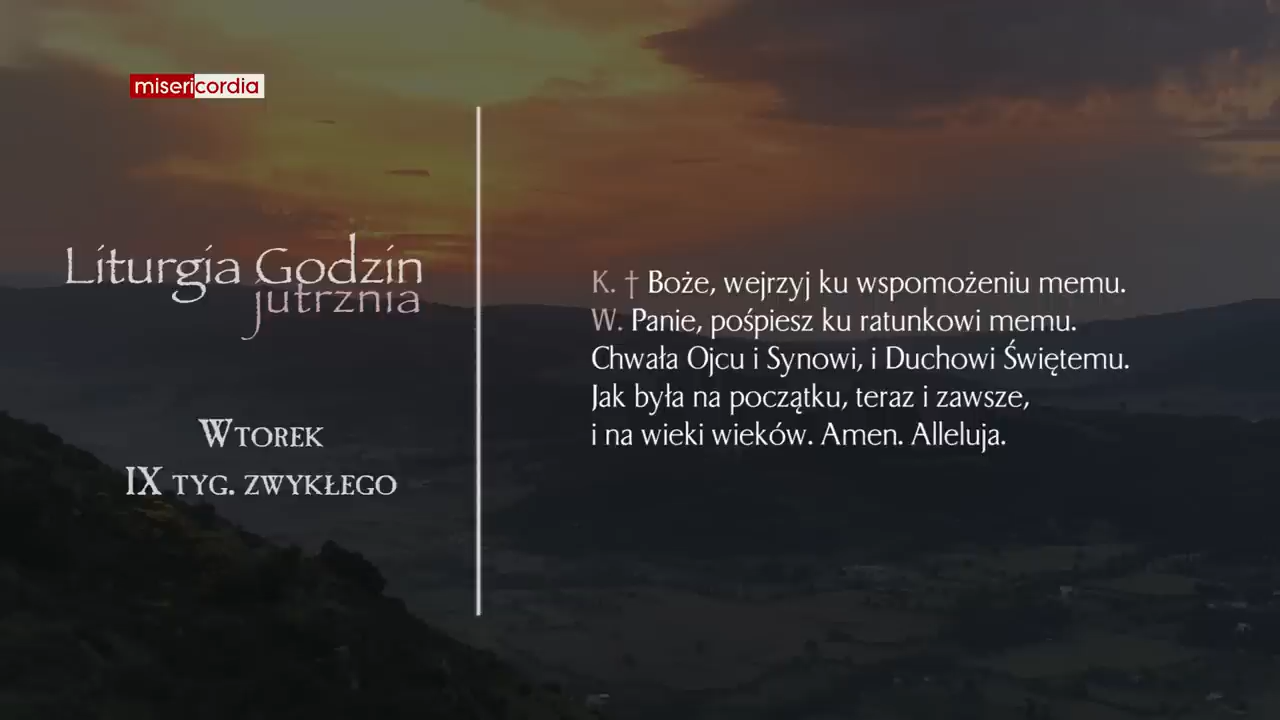 misericordia
Liturgia Godzin
jutrznia
Wtorek
IX tyg. zwykłego
K. † Boże, wejrzyj ku wspomożeniu memu.
W. Panie, pośpiesz ku ratunkowi memu.
Chwała Ojcu i Synowi, i Duchowi Świętemu.
Jak była na początku, teraz i zawsze,
i na wieki wieków. Amen. Alleluja.